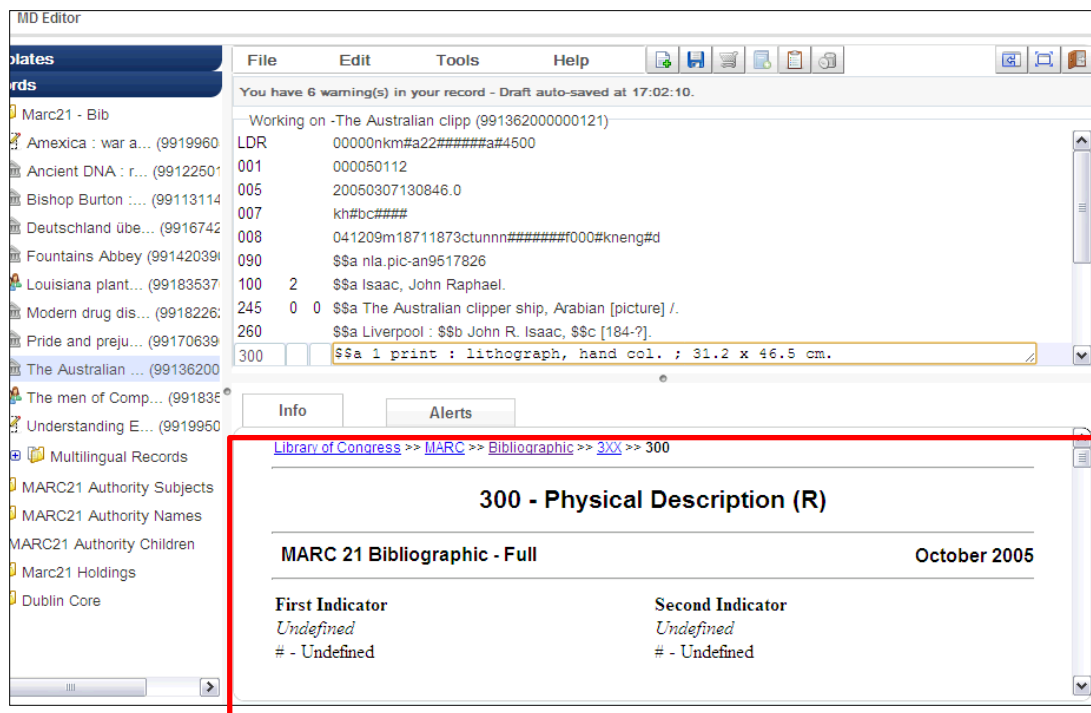 MD Editor
plates
rds
Marc21 - Bib
Amexica : war a... (9919960
Ancient DNA : r... (99122501
Bishop Burton :... (99113114
Deutschland übe... (9916742
Fountains Abbey (991420390
Louisiana plant... (991835370
Modern drug dis... (99182262
Pride and preju... (99170639
The Australian ... (99136200
The men of Comp... (991835
Understanding E... (9919950
Multilingual Records
MARC21 Authority Subjects
MARC21 Authority Names
MARC21 Authority Children
Marc21 Holdings
Dublin Core
File Edit Tools Help
You have 6 warning(s) in your record - Draft auto-saved at 17:02:10.
Working on -The Australian clipp (991362000000121)
LDR 00000nkm#a22######a#4500
001 000050112
005 20050307130846.0
007 kh#bc####
008 041209m18711873ctunnn#######f000#kneng#d
090 $$a nla.pic-an9517826
100 2 $$a Isaac, John Raphael.
245 0 0 $$a The Australian clipper ship, Arabian [picture] /.
260 $$a Liverpool : $$b John R. Isaac, $$c [184-?].
300 $$a 1 print : lithograph, hand col. ; 31.2 x 46.5 cm.
Info Alerts
Library of Congress >> MARC >> Bibliographic >> 3XX >> 300
300 - Physical Description (R)
MARC 21 Bibliographic - Full October 2005
First Indicator Second Indicator
Undefined Undefined
# - Undefined # - Undefined